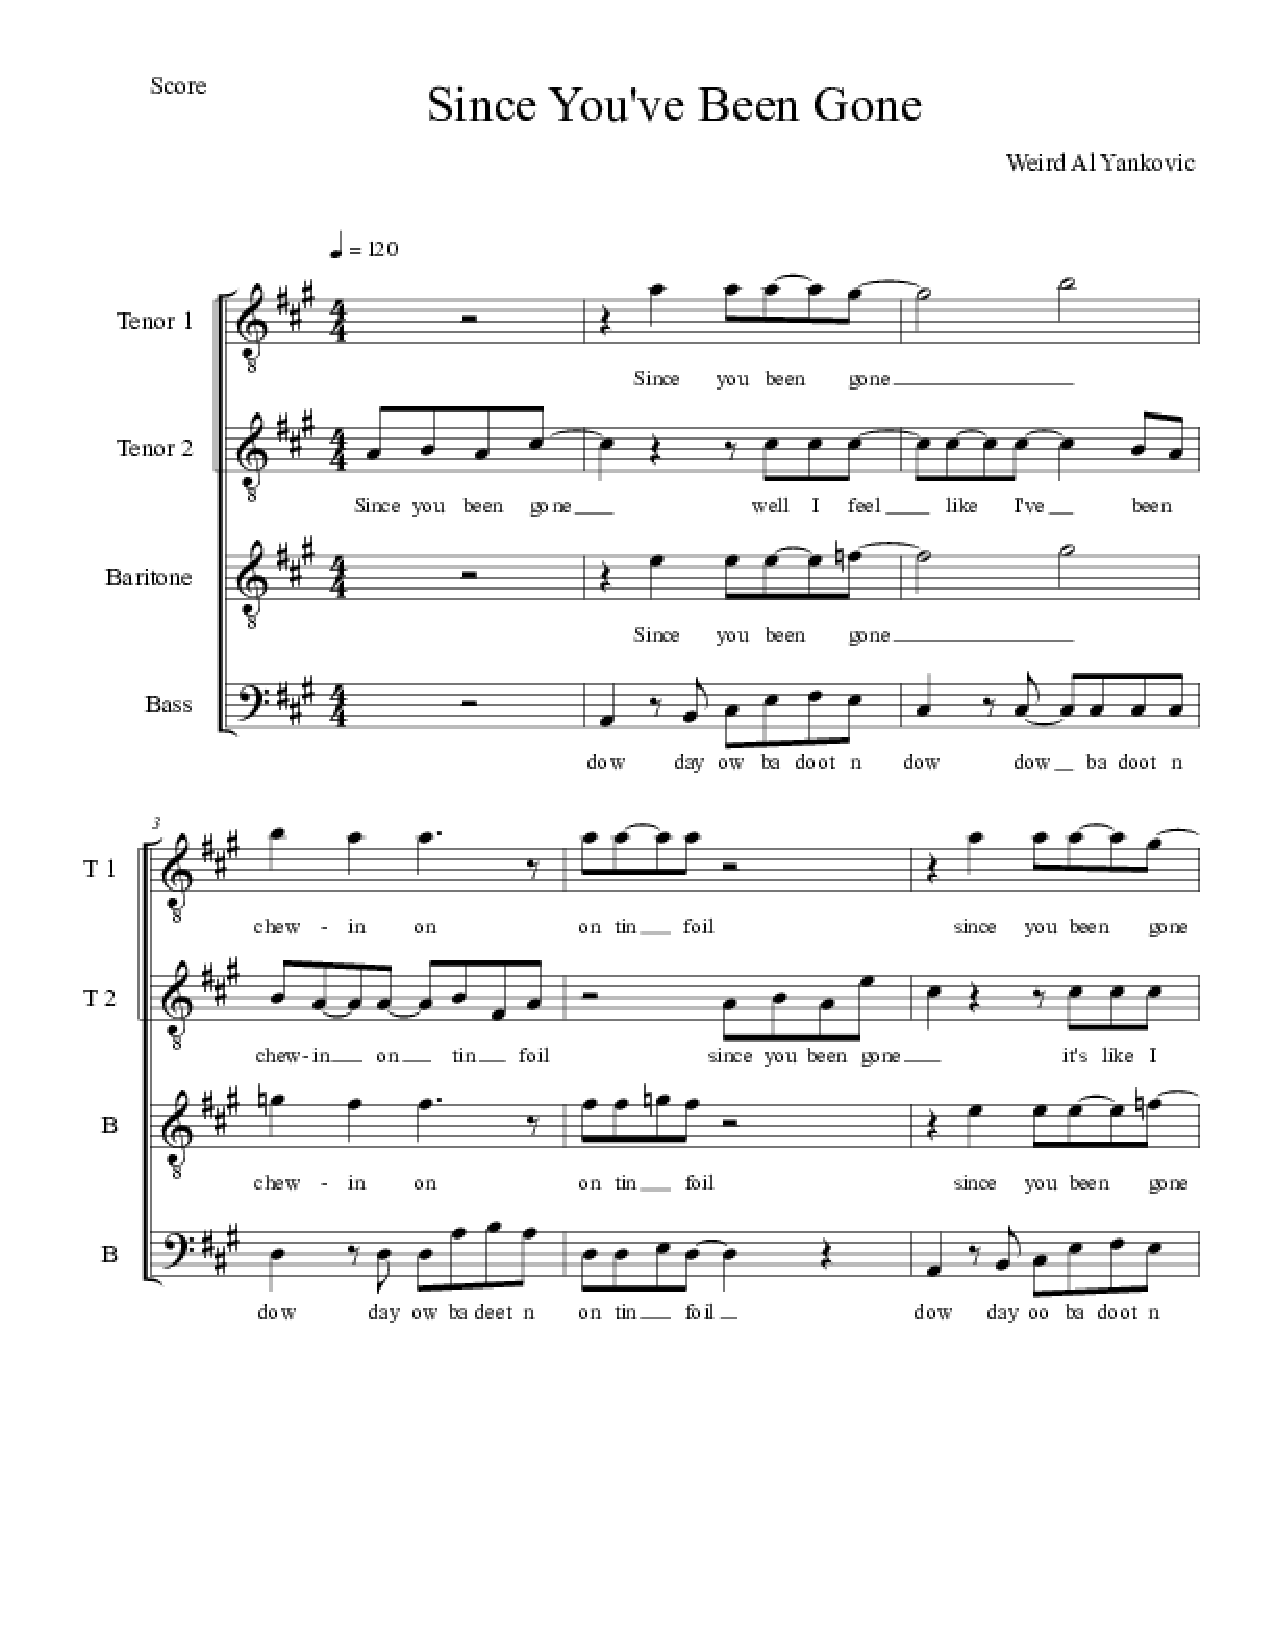 Score
Since You've Been Gone
Weird Al Yankovic
= 120
Tenor 1
Since you been gone
Tenor 2
Since you been gone well I feel like I've been
Baritone
Since you been gone
Bass
dow day ow ba doot n dow dow ba doot n
3
T 1
chew - in on on tin foil since you been gone
T 2
chew - in on tin foil since you been gone it's like I
B
chew - in on on tin foil since you been gone
B
dow day ow ba deet n on tin foil dow day oo ba doot n